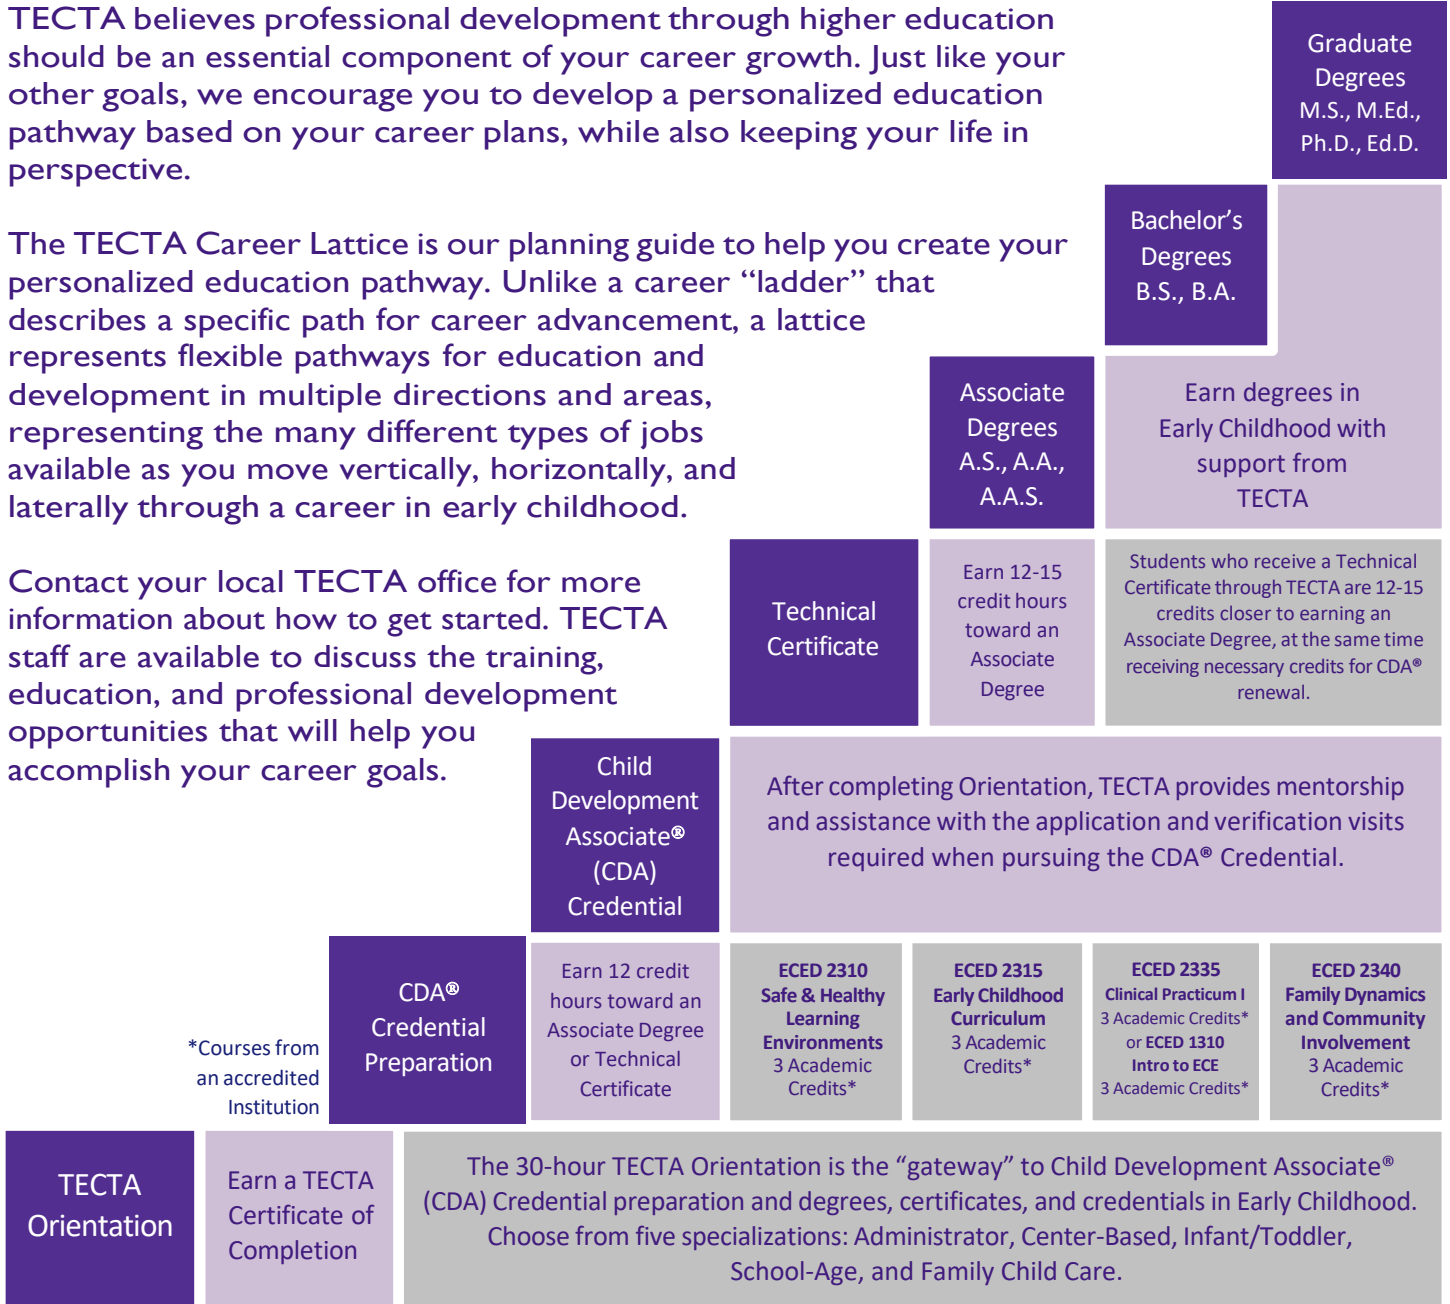 TECTA believes professional development through higher education
should be an essential component of your career growth. Just like your
other goals, we encourage you to develop a personalized education
pathway based on your career plans, while also keeping your life in
perspective.
The TECTA Career Lattice is our planning guide to help you create your
personalized education pathway. Unlike a career “ladder” that
describes a specific path for career advancement, a lattice
represents flexible pathways for education and
development in multiple directions and areas,
representing the many different types of jobs
available as you move vertically, horizontally, and
laterally through a career in early childhood.
Contact your local TECTA office for more
information about how to get started. TECTA
staff are available to discuss the training,
education, and professional development
opportunities that will help you
accomplish your career goals.
Graduate
Degrees
M.S., M.Ed.,
Ph.D., Ed.D.
Bachelor’s
Degrees
B.S., B.A.
Associate
Degrees
A.S., A.A.,
A.A.S.
Earn degrees in
Early Childhood with
support from
TECTA
Technical
Certificate
Earn 12-15
credit hours
toward an
Associate
Degree
Students who receive a Technical
Certificate through TECTA are 12-15
credits closer to earning an
Associate Degree, at the same time
receiving necessary credits for CDA®
renewal.
Child
Development
Associate®
(CDA)
Credential
After completing Orientation, TECTA provides mentorship
and assistance with the application and verification visits
required when pursuing the CDA® Credential.
*Courses from
an accredited
Institution
CDA®
Credential
Preparation
Earn 12 credit
hours toward an
Associate Degree
or Technical
Certificate
ECED 2310
Safe & Healthy
Learning
Environments
3 Academic
Credits*
ECED 2315
Early Childhood
Curriculum
3 Academic
Credits*
ECED 2335
Clinical Practicum I
3 Academic Credits*
or ECED 1310
Intro to ECE
3 Academic Credits*
ECED 2340
Family Dynamics
and Community
Involvement
3 Academic
Credits*
TECTA
Orientation
Earn a TECTA
Certificate of
Completion
The 30-hour TECTA Orientation is the “gateway” to Child Development Associate®
(CDA) Credential preparation and degrees, certificates, and credentials in Early Childhood.
Choose from five specializations: Administrator, Center-Based, Infant/Toddler,
School-Age, and Family Child Care.